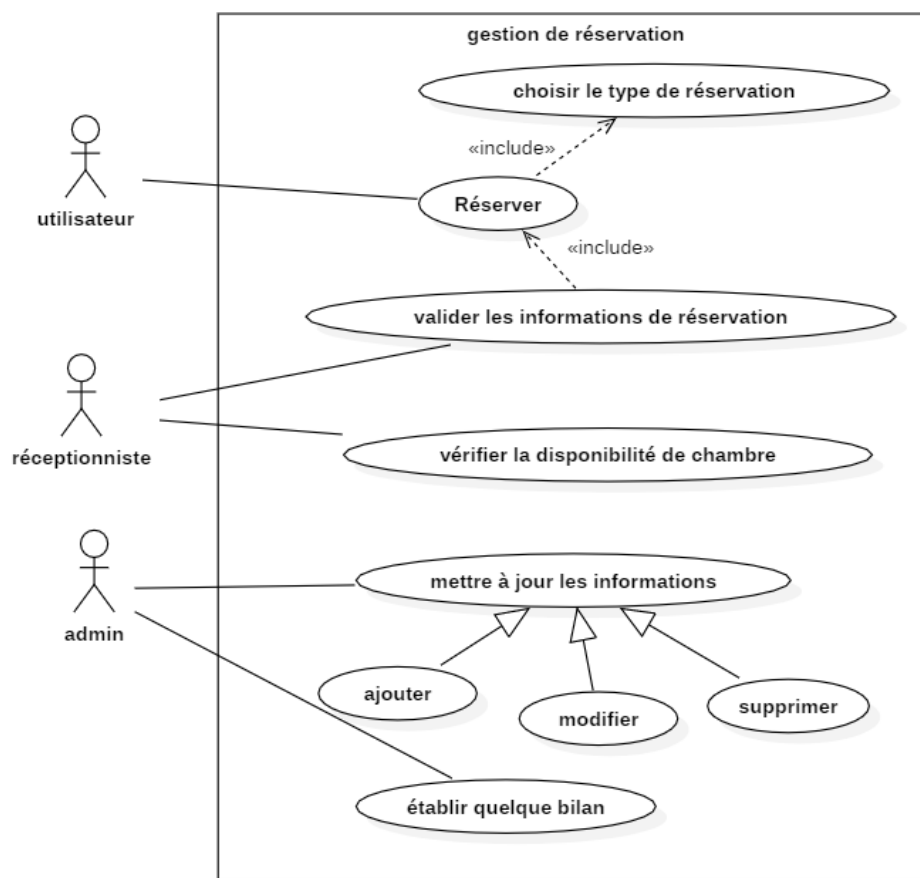 gestion de réservation
choisir le type de réservation
«include»
utilisateur
Réserver
«include»
valider les informations de réservation
réceptionniste
vérifier la disponibilité de chambre
admin
mettre à jour les informations
ajouter
modifier
supprimer
établir quelque bilan